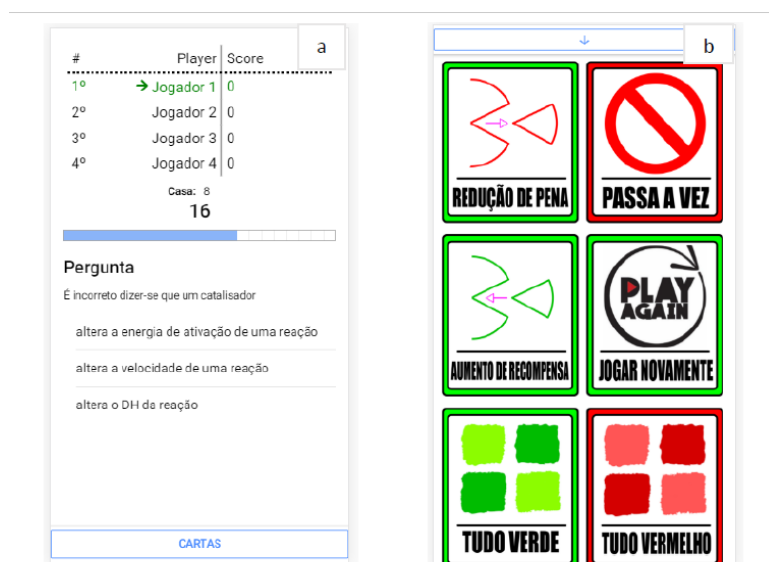 a
# Player Score
1º → Jogador 1 0
2º Jogador 2 0
3º Jogador 3 0
4º Jogador 4 0
Casa: 8
16
Pergunta
É incorreto dizer-se que um catalisador
altera a energia de ativação de uma reação
altera a velocidade de uma reação
altera o DH da reação
CARTAS
b
REDUÇÃO DE PENA
PASSA A VEZ
AUMENTO DE RECOMPENSA
PLAY
AGAIN
JOGAR NOVAMENTE
TUDO VERDE
TUDO VERMELHO